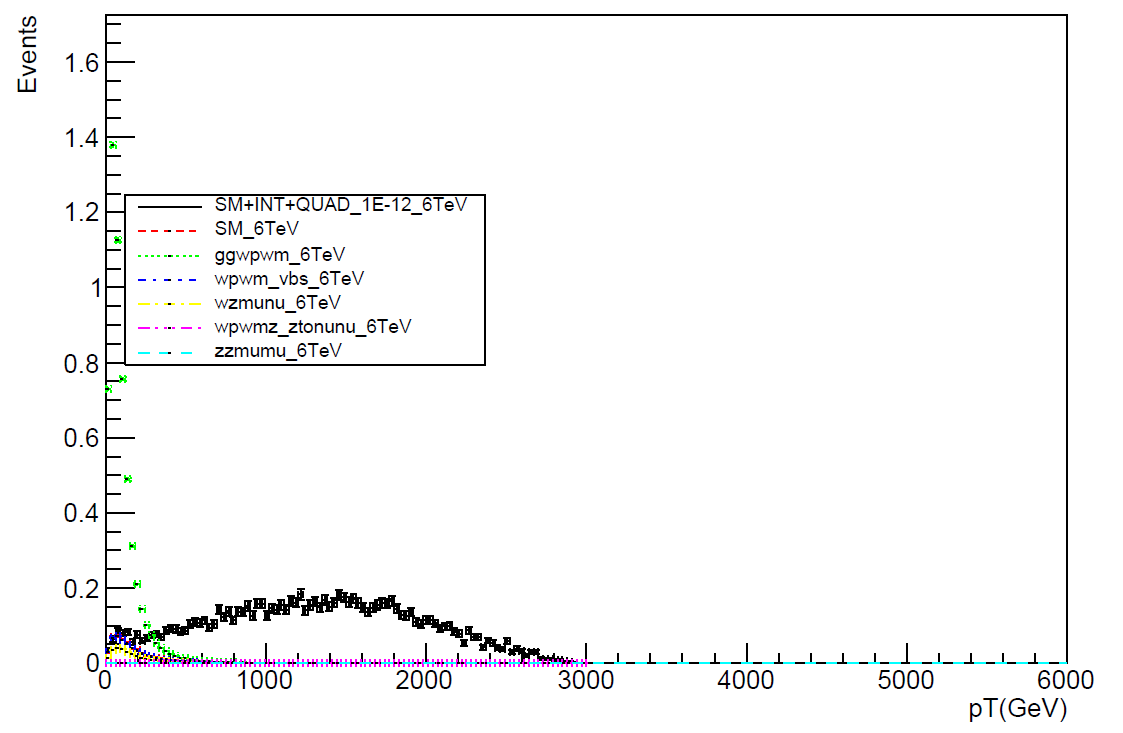 Events
1.6
1.4
1.2
1
0.8
0.6
0.4
0.2
0
SM+INT+QUAD_1E-12_6TeV
SM_6TeV
ggwpwm_6TeV
wpwm_vbs_6TeV
wzmunu_6TeV
wpwmz_ztonunu_6TeV
zzmumu_6TeV
0 1000 2000 3000 4000 5000 6000
pT(GeV)